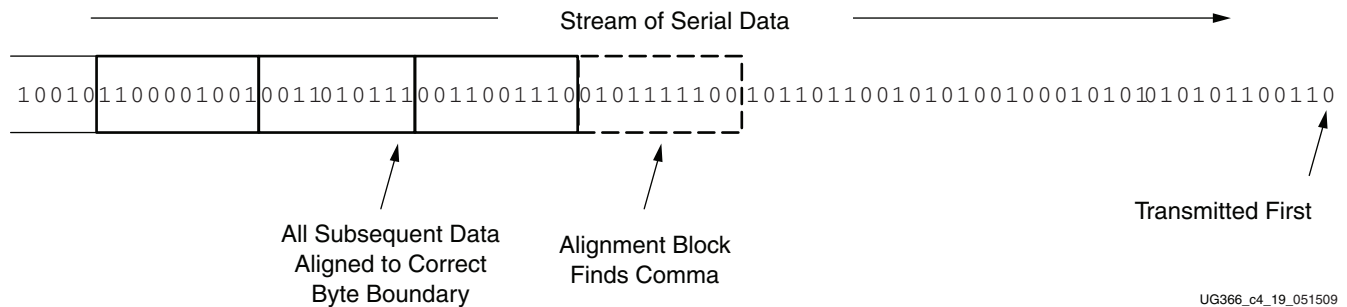 Stream of Serial Data
1001011000010010011010111001100111001011111001011011001010100100010101010101100110
All Subsequent Data
Aligned to Correct
Byte Boundary
Alignment Block
Finds Comma
Transmitted First
UG366_c4_19_051509